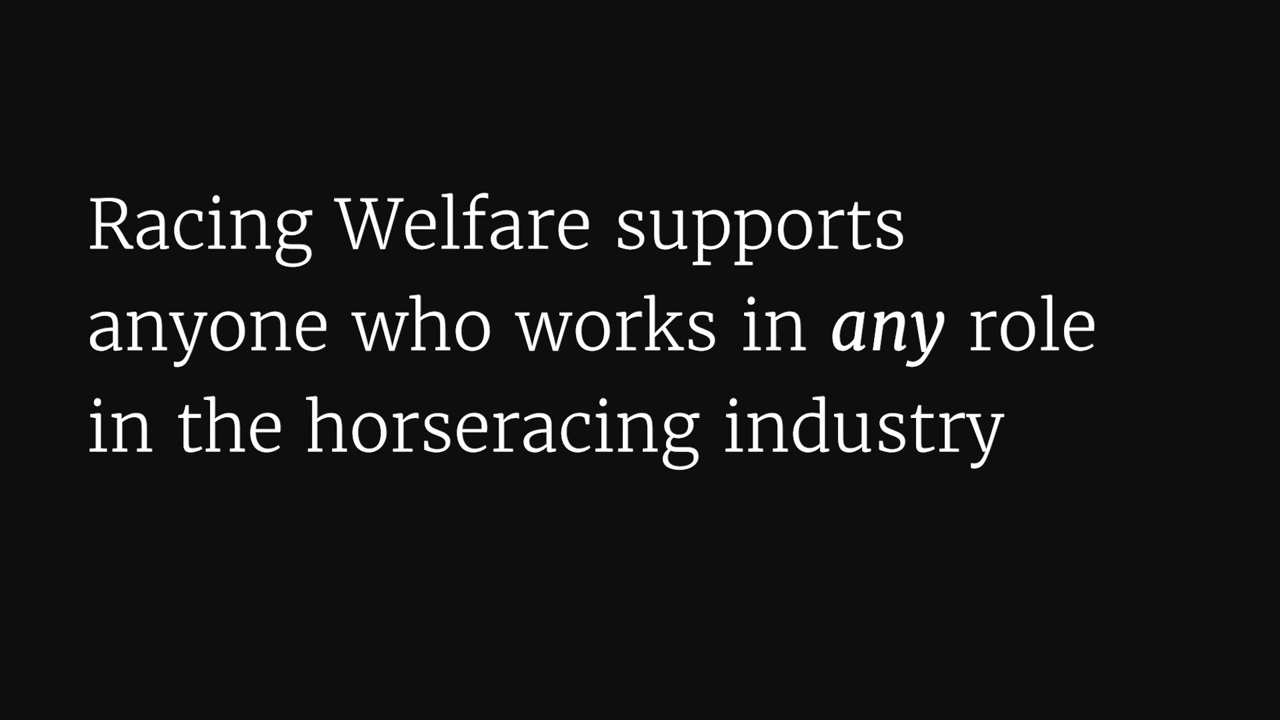 Racing Welfare supports
anyone who works in any role
in the horseracing industry